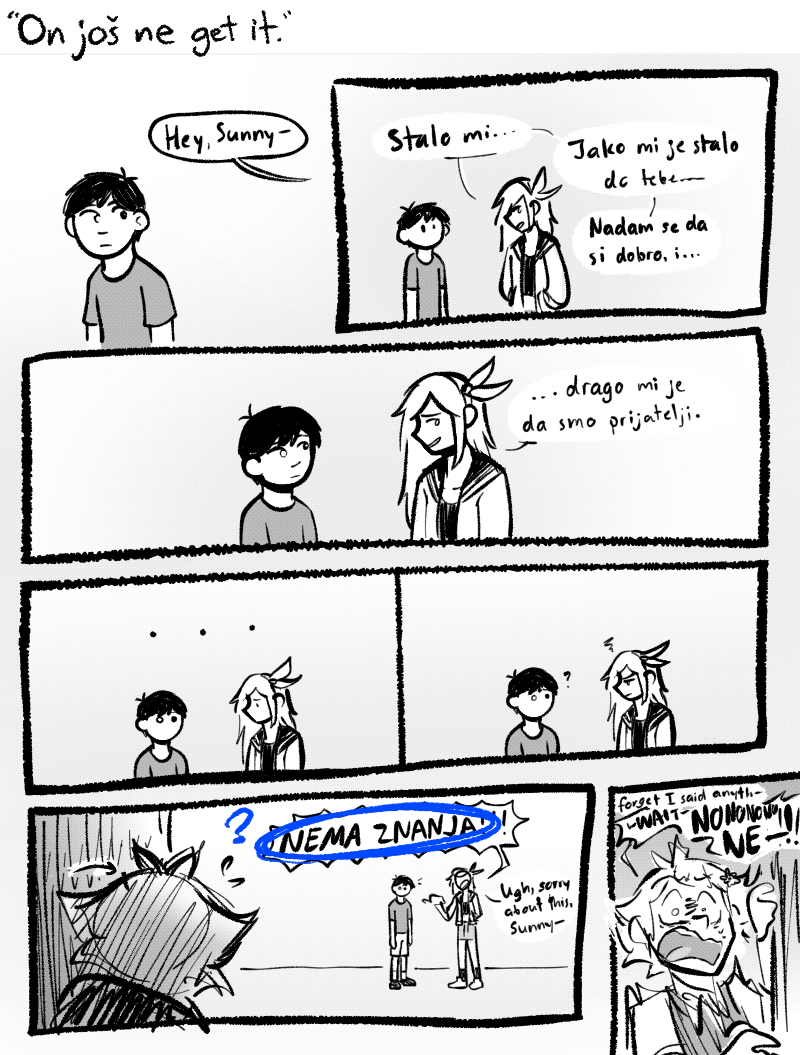 "On još ne get it."
Hey, Sunny—
Stalo mi...
Jako mi je stalo
do tebe—
Nadam se da
si dobro, i...
... drago mi je
da smo prijatelji.
. . .
?
?
NEMA ZNANJA!!
Ugh, sorry
about this,
Sunny—
forget I said anyth-
-WAIT- NONONONO
NE—!!!